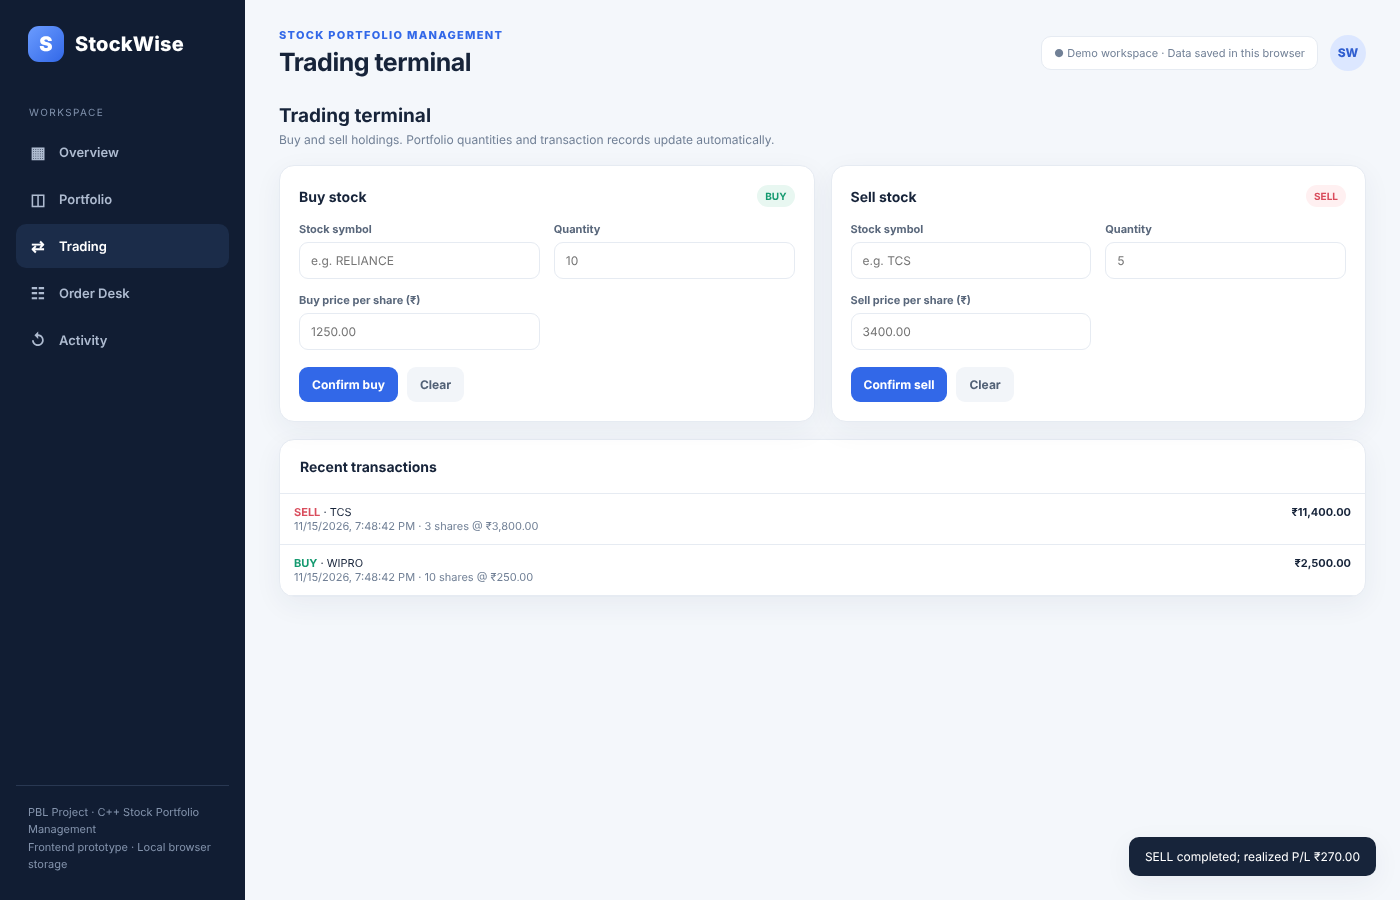 S StockWise
WORKSPACE
Overview
Portfolio
Trading
Order Desk
Activity
PBL Project · C++ Stock Portfolio
Management
Frontend prototype · Local browser
storage
STOCK PORTFOLIO MANAGEMENT
Trading terminal
Demo workspace · Data saved in this browser
SW
Trading terminal
Buy and sell holdings. Portfolio quantities and transaction records update automatically.
Buy stock
BUY
Stock symbol
Quantity
e.g. RELIANCE
10
Buy price per share (₹)
1250.00
Confirm buy
Clear
Sell stock
SELL
Stock symbol
Quantity
e.g. TCS
5
Sell price per share (₹)
3400.00
Confirm sell
Clear
Recent transactions
SELL · TCS
₹11,400.00
11/15/2026, 7:48:42 PM · 3 shares @ ₹3,800.00
BUY · WIPRO
₹2,500.00
11/15/2026, 7:48:42 PM · 10 shares @ ₹250.00
SELL completed; realized P/L ₹270.00